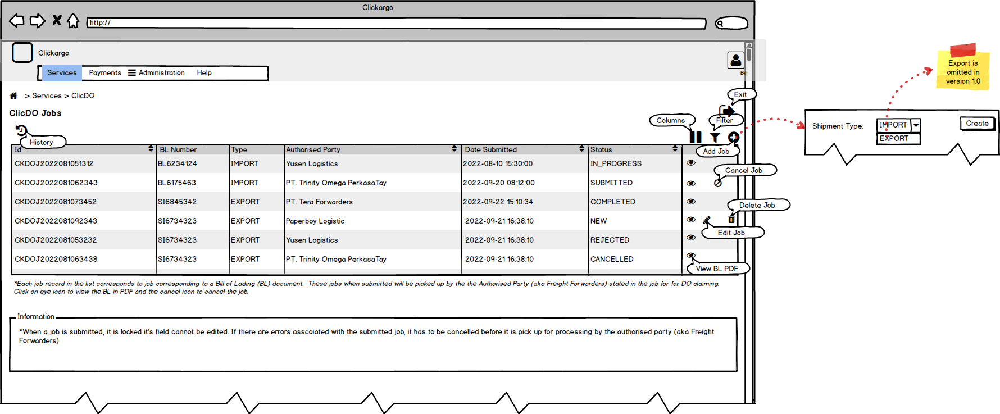 Clickargo
http://
Clickargo
Bill
Services Payments Administration Help
> Services > ClicDO
Exit
ClicDO Jobs
Columns
Filter
History
Add Job
Id BL Number Type Authorised Party Date Submitted Status
CKDOJ2022081051312 BL6234124 IMPORT Yusen Logistics 2022-08-10 15:30:00 IN_PROGRESS
Cancel Job
CKDOJ2022081062343 BL6175463 IMPORT PT. Trinity Omega PerkasaTay 2022-09-20 08:12:00 SUBMITTED
CKDOJ2022081073452 SI6845342 EXPORT PT. Tera Forwarders 2022-09-22 15:10:34 COMPLETED
Delete Job
CKDOJ2022081092343 SI6734323 EXPORT Paperboy Logistic 2022-09-21 16:38:10 NEW
Edit Job
CKDOJ2022081053232 SI6734323 EXPORT Yusen Logistics 2022-09-21 16:38:10 REJECTED
CKDOJ2022081063438 SI6734323 EXPORT PT. Trinity Omega PerkasaTay 2022-09-21 16:38:10 CANCELLED
View BL PDF
*Each job record in the list corresponds to job corresponding to a Bill of Lading (BL) document. These jobs when submitted will be picked up by the the Authorised Party (aka Freight Forwarders) stated in the job for for DO claiming.
Click on eye icon to view the BL in PDF and the cancel icon to cancel the job.
Information
*When a job is submitted, it is locked it's field cannot be edited. If there are errors asscoiated with the submitted job, it has to be cancelled before it is pick up for processing by the authorised party (aka Freight
Forwarders)
Export is
omitted in
version 1.0
Shipment Type: IMPORT
EXPORT
Create